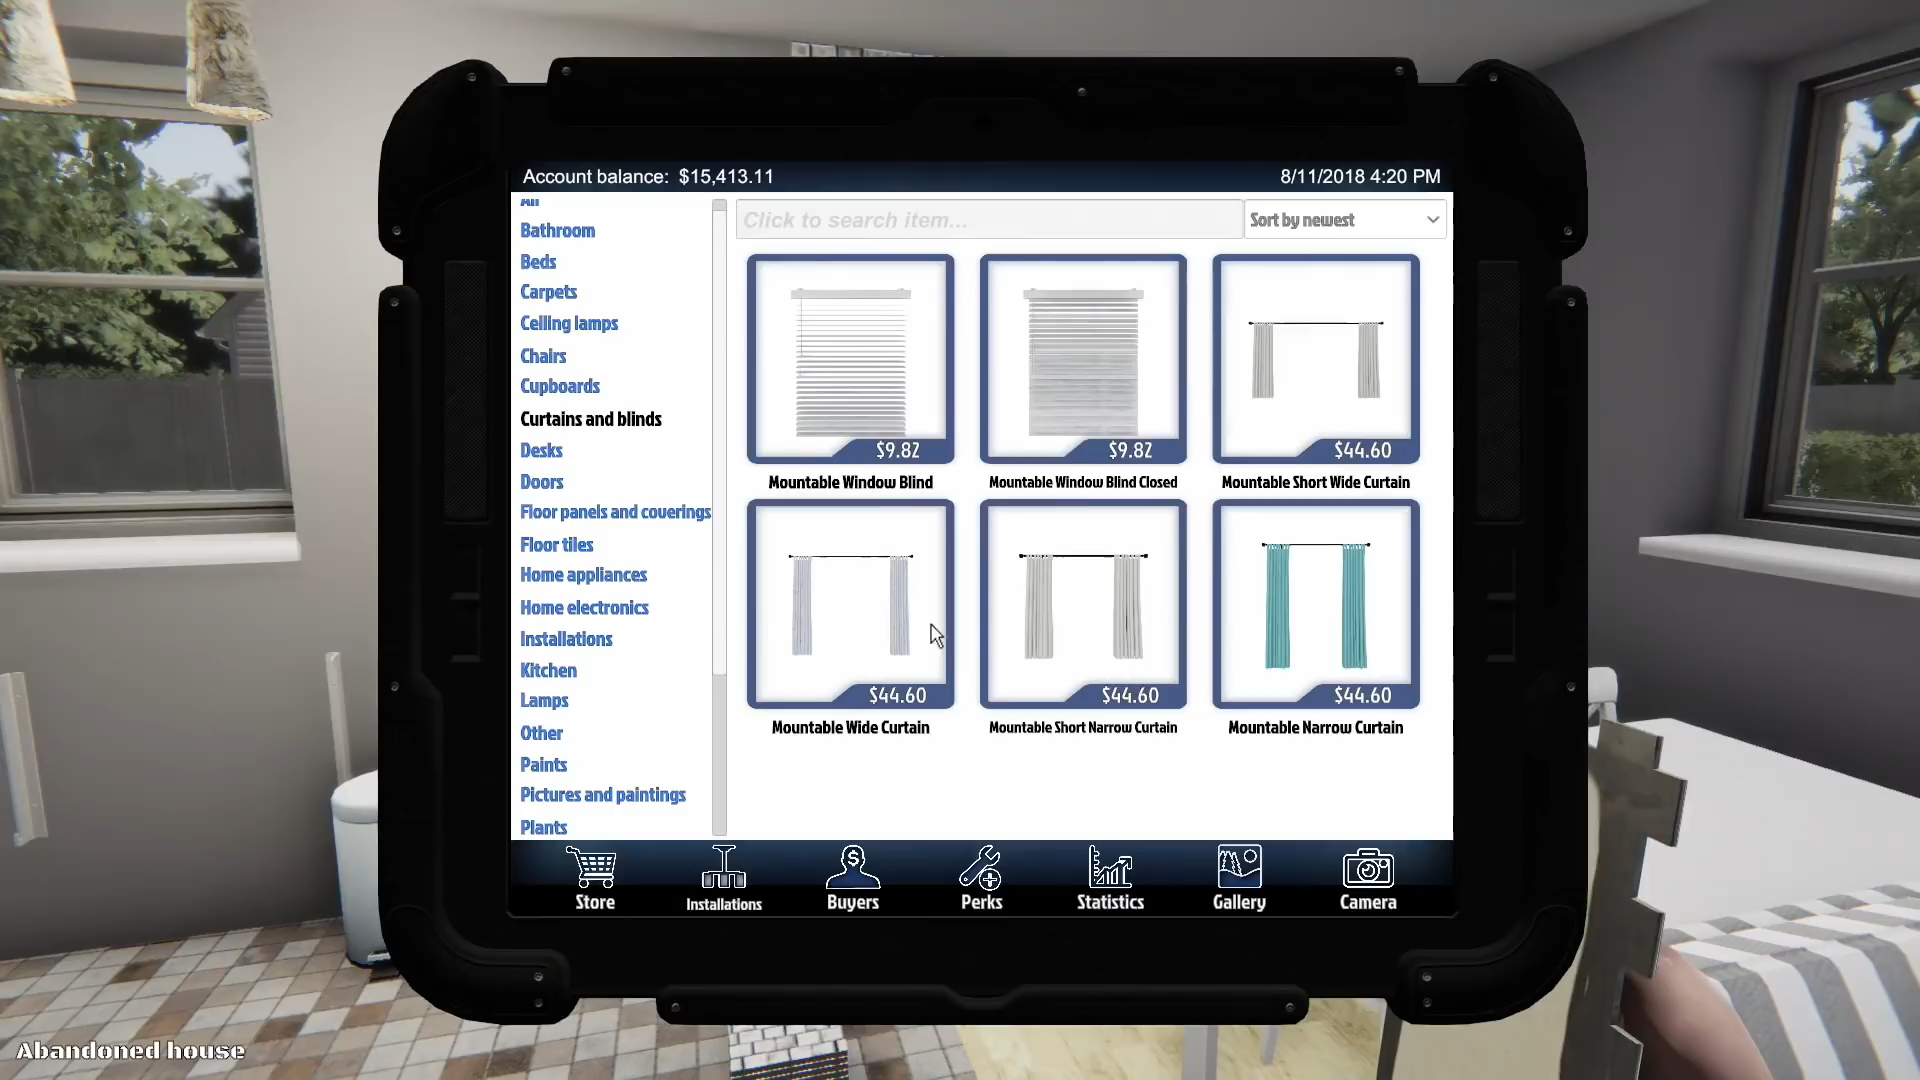 Account balance: $15,413.11
8/11/2018 4:20 PM
All
Bathroom
Beds
Carpets
Ceiling lamps
Chairs
Cupboards
Curtains and blinds
Desks
Doors
Floor panels and coverings
Floor tiles
Home appliances
Home electronics
Installations
Kitchen
Lamps
Other
Paints
Pictures and paintings
Plants
Click to search item...
Sort by newest
$9.82
$9.82
$44.60
Mountable Window Blind
Mountable Window Blind Closed
Mountable Short Wide Curtain
$44.60
$44.60
$44.60
Mountable Wide Curtain
Mountable Short Narrow Curtain
Mountable Narrow Curtain
Store
Installations
Buyers
Perks
Statistics
Gallery
Camera
Abandoned house